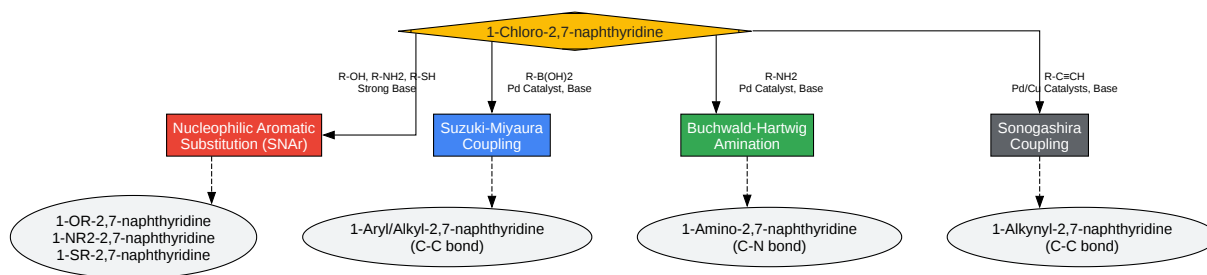 1-Chloro-2,7-naphthyridine
R-OH, R-NH2, R-SH
Strong Base
R-B(OH)2
Pd Catalyst, Base
R-NH2
Pd Catalyst, Base
R-C≡CH
Pd/Cu Catalysts, Base
Nucleophilic Aromatic
Substitution (SNAr)
Suzuki-Miyaura
Coupling
Buchwald-Hartwig
Amination
Sonogashira
Coupling
1-OR-2,7-naphthyridine
1-NR2-2,7-naphthyridine
1-SR-2,7-naphthyridine
1-Aryl/Alkyl-2,7-naphthyridine
(C-C bond)
1-Amino-2,7-naphthyridine
(C-N bond)
1-Alkynyl-2,7-naphthyridine
(C-C bond)